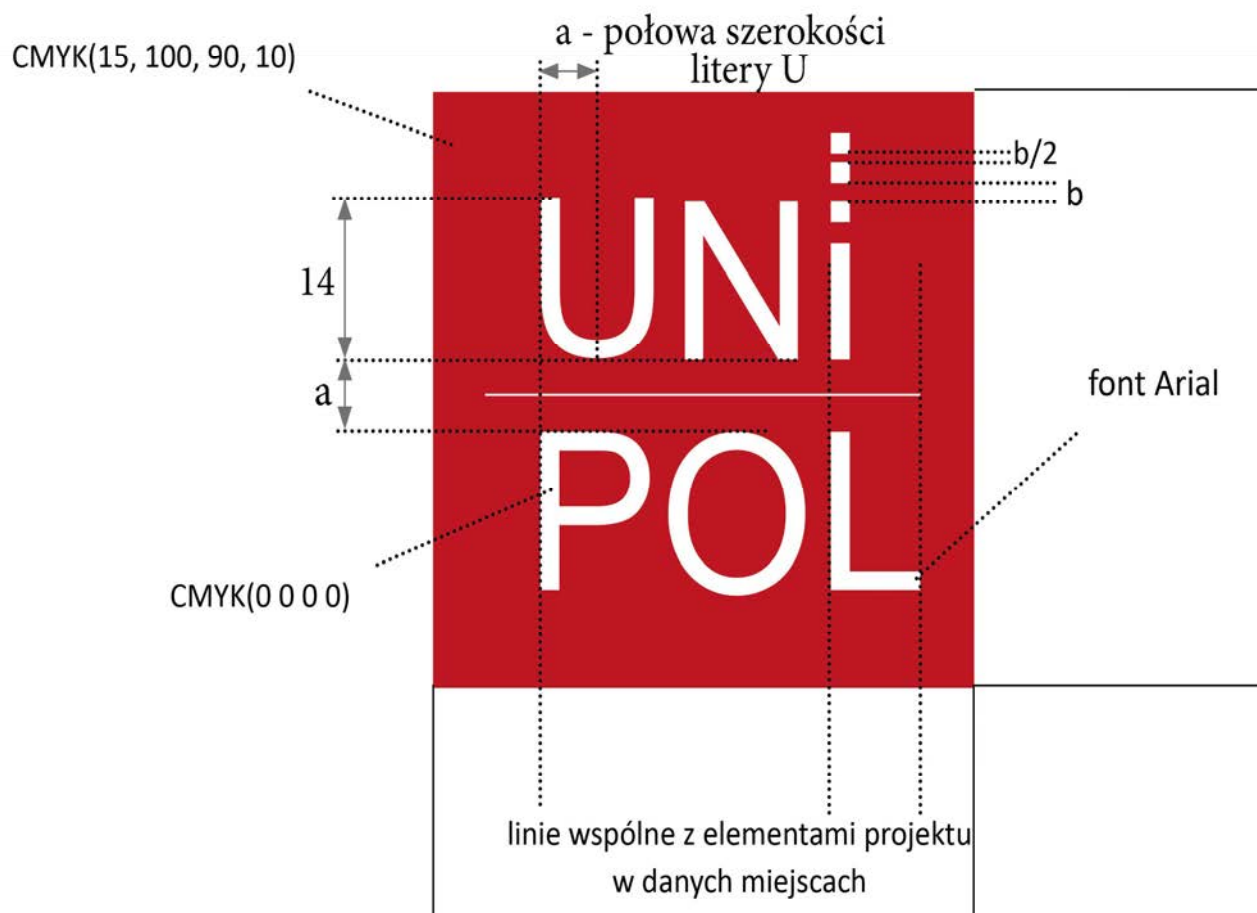 a - połowa szerokości
litery U
CMYK(15, 100, 90, 10)
b/2
b
UNi
14
a
font Arial
POL
CMYK(0 0 0 0)
linie wspólne z elementami projektu
w danych miejscach